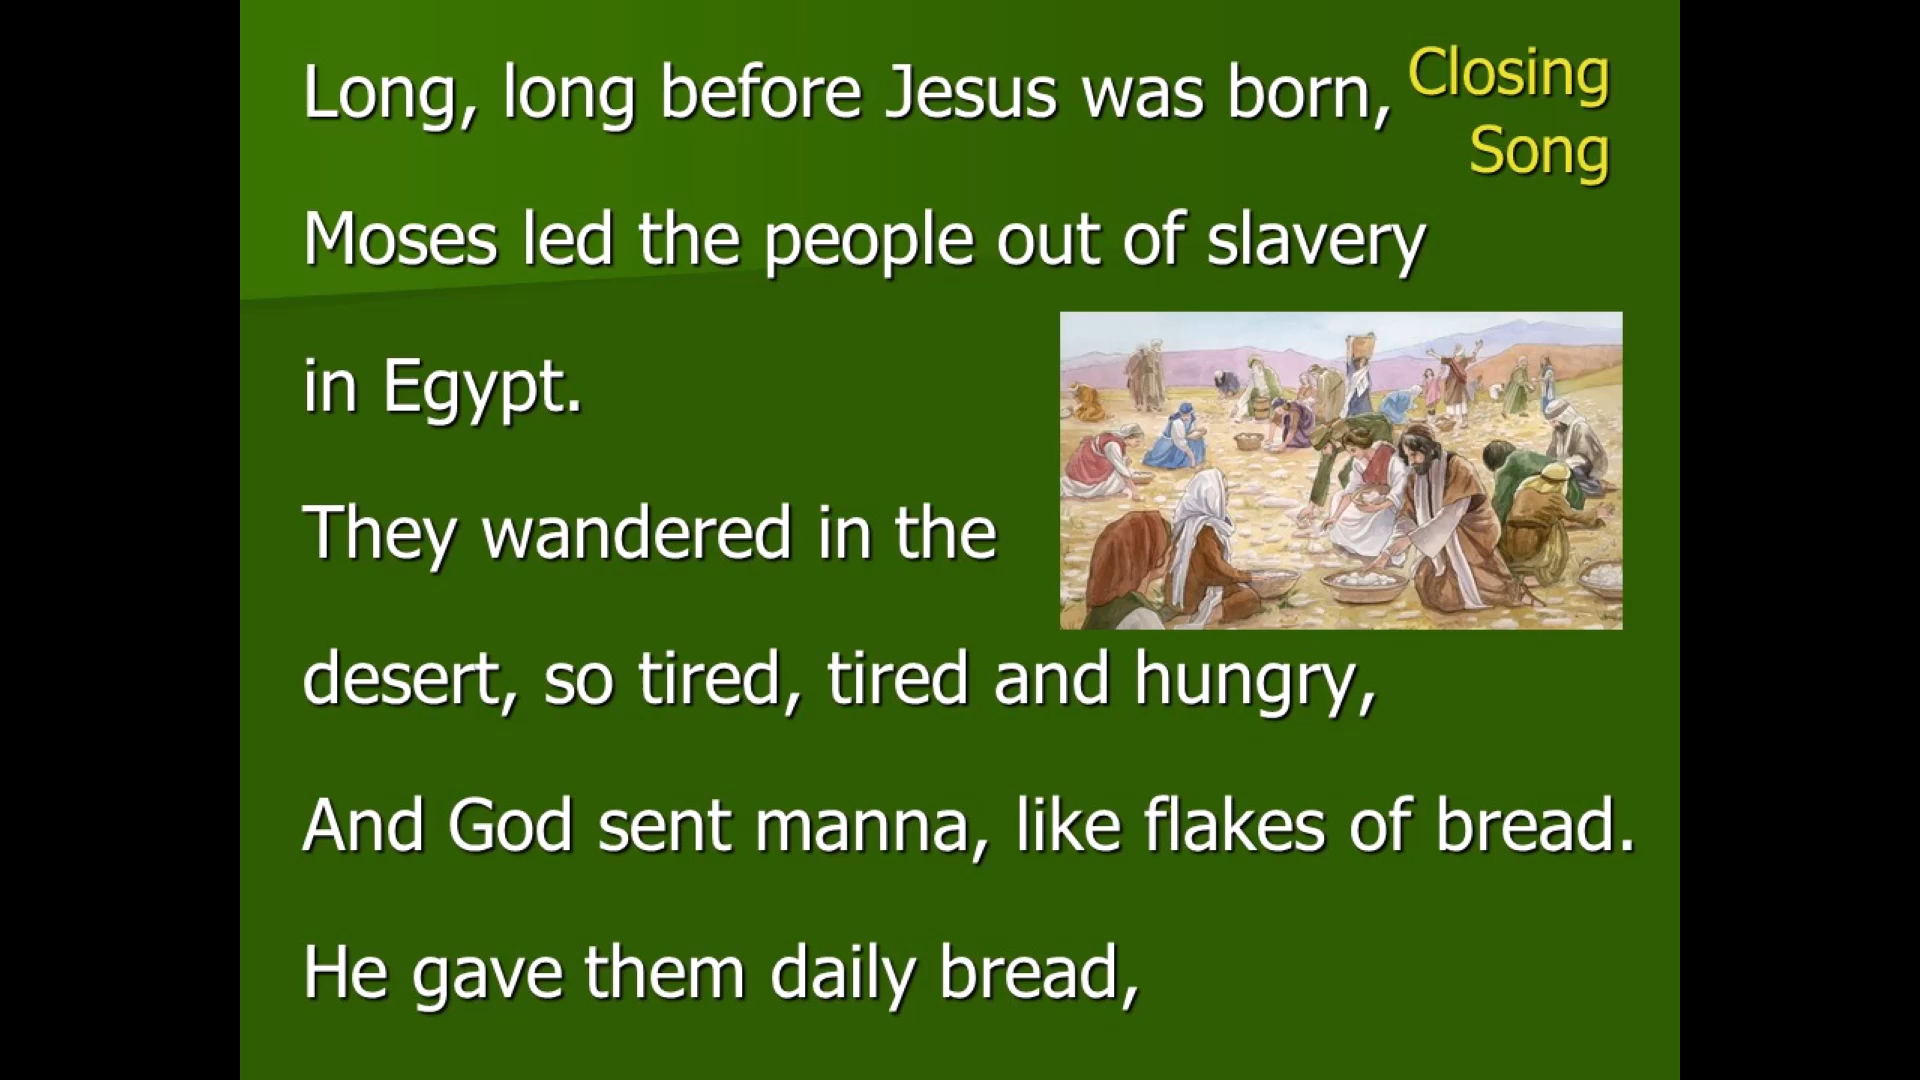 Long, long before Jesus was born,
Closing
Song
Moses led the people out of slavery
in Egypt.
They wandered in the
desert, so tired, tired and hungry,
And God sent manna, like flakes of bread.
He gave them daily bread,